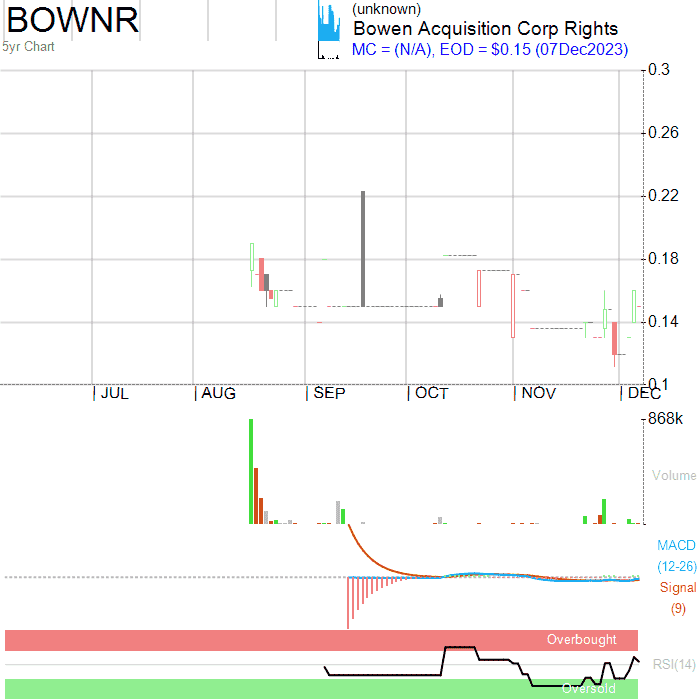 BOWNR
5yr Chart
(unknown)
Bowen Acquisition Corp Rights
MC = (N/A), EOD = $0.15 (07Dec2023)
0.3
0.26
0.22
0.18
0.14
0.1
JUL AUG SEP OCT NOV DEC
868k
Volume
MACD
(12-26)
Signal
(9)
Overbought
RSI(14)
Oversold